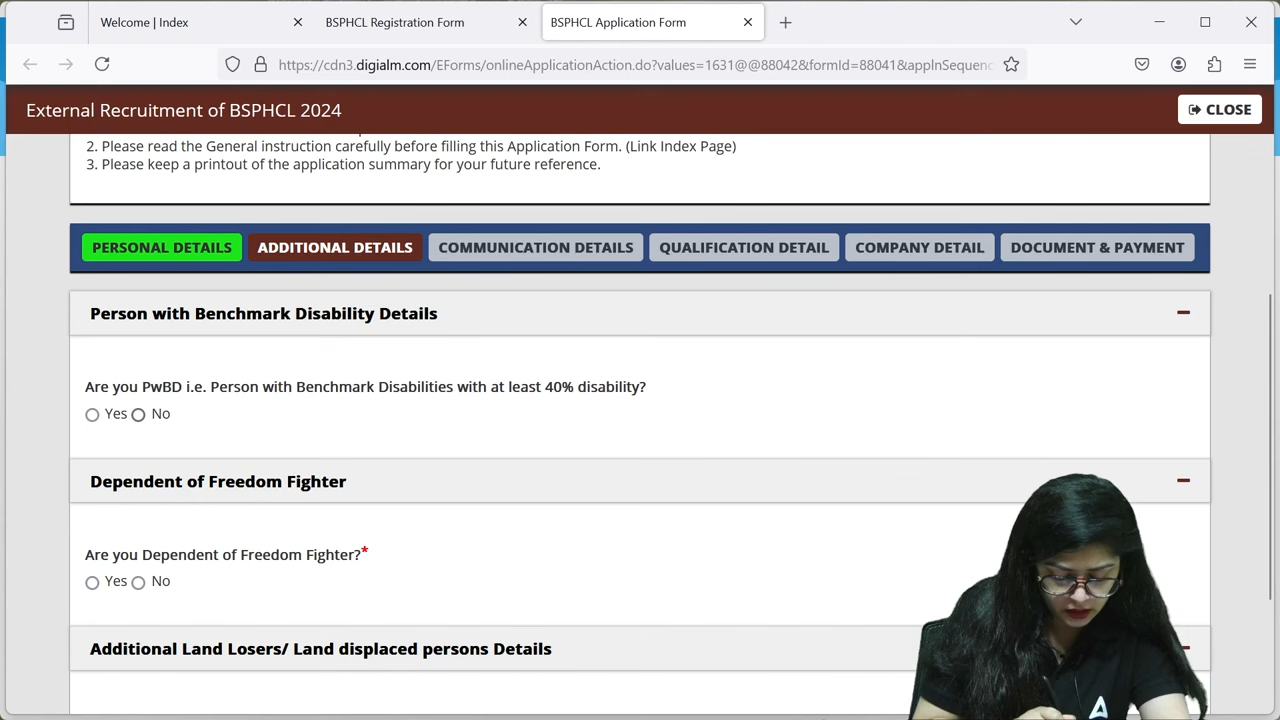 Welcome | Index
BSPHCL Registration Form
BSPHCL Application Form
https://cdn3.digialm.com/EForms/onlineApplicationAction.do?values=1631@@88042&formId=88041&applnSequenc
External Recruitment of BSPHCL 2024
CLOSE
2. Please read the General instruction carefully before filling this Application Form. (Link Index Page)
3. Please keep a printout of the application summary for your future reference.
PERSONAL DETAILS
ADDITIONAL DETAILS
COMMUNICATION DETAILS
QUALIFICATION DETAIL
COMPANY DETAIL
DOCUMENT & PAYMENT
Person with Benchmark Disability Details
Are you PwBD i.e. Person with Benchmark Disabilities with at least 40% disability?
Yes No
Dependent of Freedom Fighter
Are you Dependent of Freedom Fighter?*
Yes No
Additional Land Losers/ Land displaced persons Details